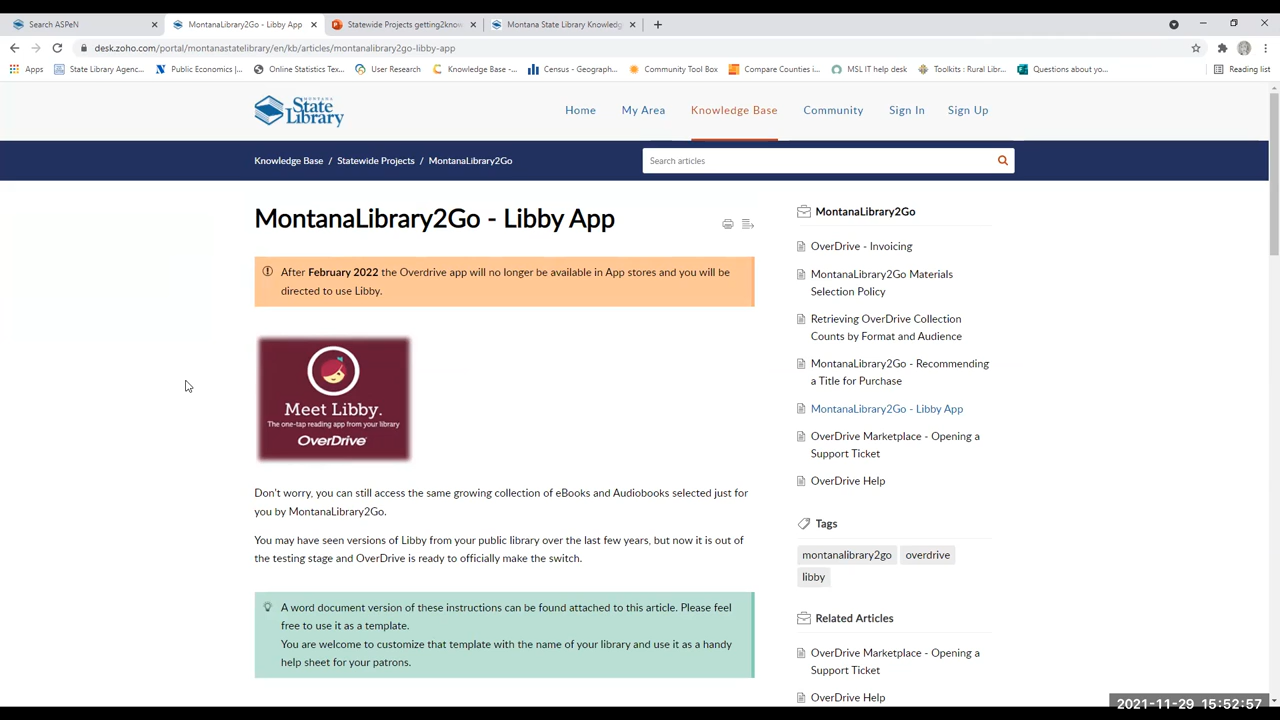 Search ASPeN
MontanaLibrary2Go - Libby App
Statewide Projects getting2know
Montana State Library Knowledg
desk.zoho.com/portal/montanastatelibrary/en/kb/articles/montanalibrary2go-libby-app
Apps
State Library Agenc...
Public Economics |...
Online Statistics Tex...
User Research
Knowledge Base -...
Census - Geograph...
Community Tool Box
Compare Counties i...
MSL IT help desk
Toolkits : Rural Libr...
Questions about yo...
Reading list
MONTANA
State
Library
Home
My Area
Knowledge Base
Community
Sign In
Sign Up
Knowledge Base / Statewide Projects / MontanaLibrary2Go
Search articles
MontanaLibrary2Go - Libby App
After February 2022 the Overdrive app will no longer be available in App stores and you will be
directed to use Libby.
Meet Libby.
The one-tap reading app from your library
OverDrive
Don't worry, you can still access the same growing collection of eBooks and Audiobooks selected just for
you by MontanaLibrary2Go.
You may have seen versions of Libby from your public library over the last few years, but now it is out of
the testing stage and OverDrive is ready to officially make the switch.
A word document version of these instructions can be found attached to this article. Please feel
free to use it as a template.
You are welcome to customize that template with the name of your library and use it as a handy
help sheet for your patrons.
MontanaLibrary2Go
OverDrive - Invoicing
MontanaLibrary2Go Materials
Selection Policy
Retrieving OverDrive Collection
Counts by Format and Audience
MontanaLibrary2Go - Recommending
a Title for Purchase
MontanaLibrary2Go - Libby App
OverDrive Marketplace - Opening a
Support Ticket
OverDrive Help
Tags
montanalibrary2go
overdrive
libby
Related Articles
OverDrive Marketplace - Opening a
Support Ticket
OverDrive Help
2021-11-29 15:52:57